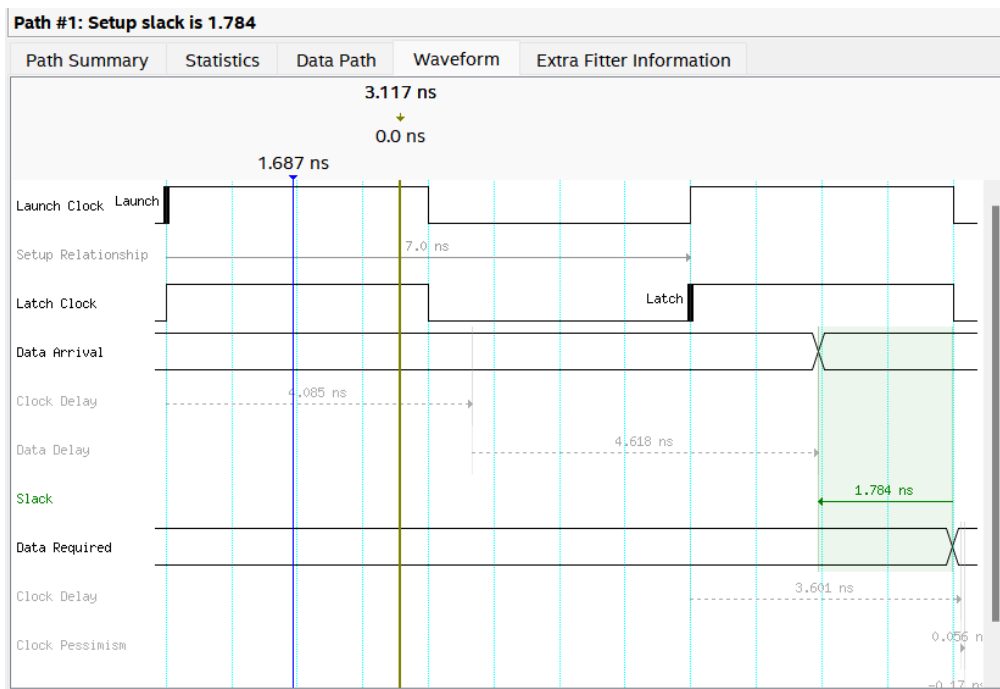 Path #1: Setup slack is 1.784
Path Summary Statistics Data Path Waveform Extra Fitter Information
3.117 ns
0.0 ns
1.687 ns
Launch Clock Launch
Setup Relationship 7.0 ns
Latch Clock Latch
Data Arrival
Clock Delay 4.085 ns
Data Delay 4.618 ns
Slack 1.784 ns
Data Required
Clock Delay 3.601 ns
Clock Pessimism 0.056 n
-0.17 ns